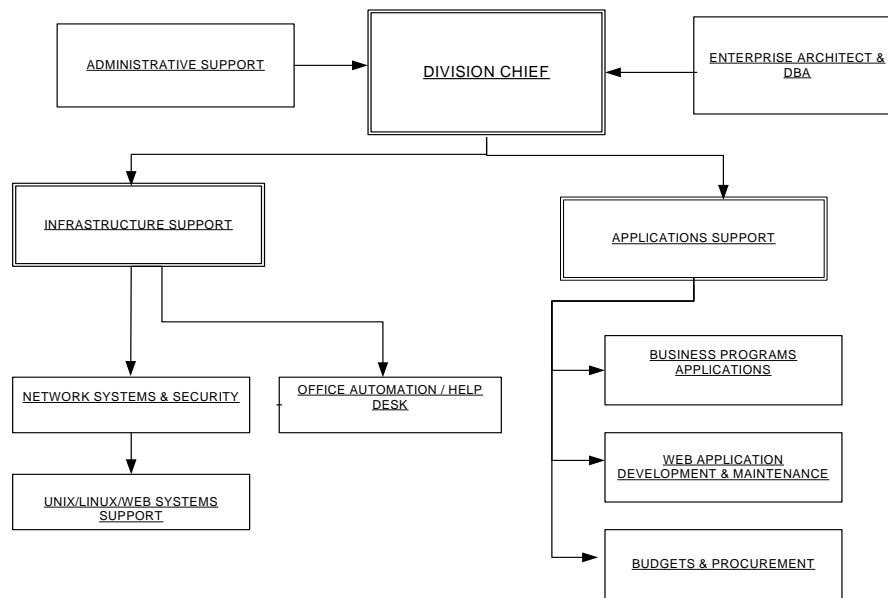 ADMINISTRATIVE SUPPORT
DIVISION CHIEF
ENTERPRISE ARCHITECT &
DBA
INFRASTRUCTURE SUPPORT
APPLICATIONS SUPPORT
NETWORK SYSTEMS & SECURITY
OFFICE AUTOMATION / HELP
DESK
BUSINESS PROGRAMS
APPLICATIONS
UNIX/LINUX/WEB SYSTEMS
SUPPORT
WEB APPLICATION
DEVELOPMENT & MAINTENANCE
BUDGETS & PROCUREMENT